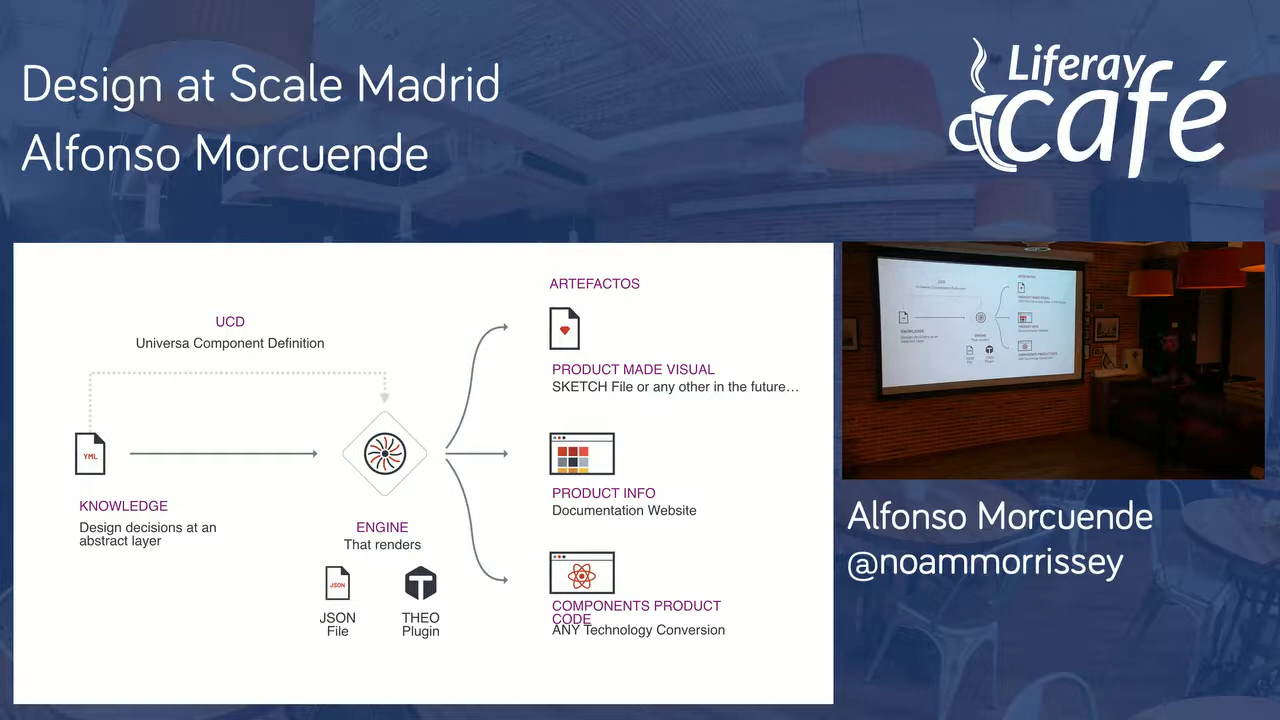 Design at Scale Madrid
Alfonso Morcuende
Liferay
café
UCD
Universa Component Definition
YML
KNOWLEDGE
Design decisions at an
abstract layer
ENGINE
That renders
JSON
JSON
File
THEO
Plugin
ARTEFACTOS
PRODUCT MADE VISUAL
SKETCH File or any other in the future…
PRODUCT INFO
Documentation Website
COMPONENTS PRODUCT
CODE
ANY Technology Conversion
Alfonso Morcuende
@noammorrissey